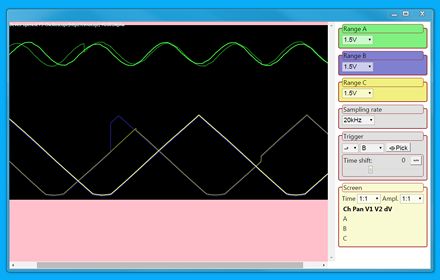 Range A
1.5V
Range B
1.5V
Range C
1.5V
Sampling rate
20kHz
Trigger
B
Pick
Time shift: 0
Screen
Time 1:1 Ampl. 1:1
Ch Pan V1 V2 dV
A
B
C